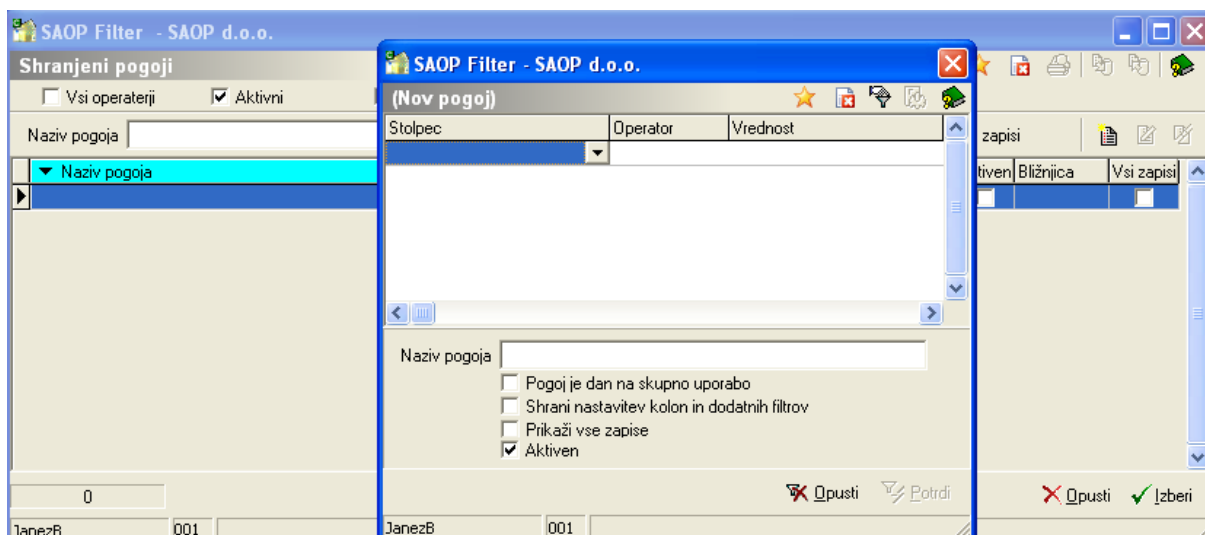 SAOP Filter - SAOP d.o.o.
Shranjeni pogoji
Vsi operaterji Aktivni
Naziv pogoja zapisi
Naziv pogoja tiven Bližnjica Vsi zapisi
0 Opusti Izberi
JanezB 001
SAOP Filter - SAOP d.o.o.
(Nov pogoj)
Stolpec Operator Vrednost
Naziv pogoja
Pogoj je dan na skupno uporabo
Shrani nastavitev kolon in dodatnih filtrov
Prikaži vse zapise
Aktiven
Opusti Potrdi
JanezB 001